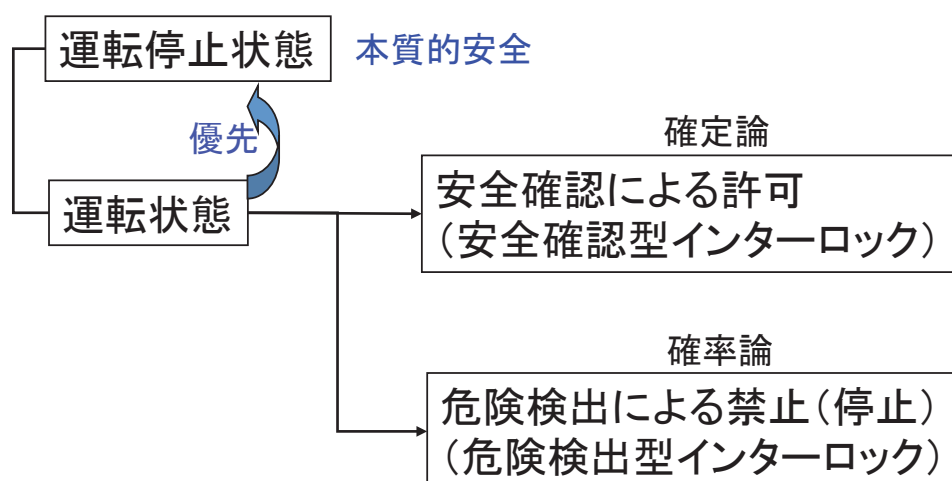 運転停止状態
本質的安全
優先
運転状態
確定論
安全確認による許可
（安全確認型インターロック）
確率論
危険検出による禁止（停止）
（危険検出型インターロック）